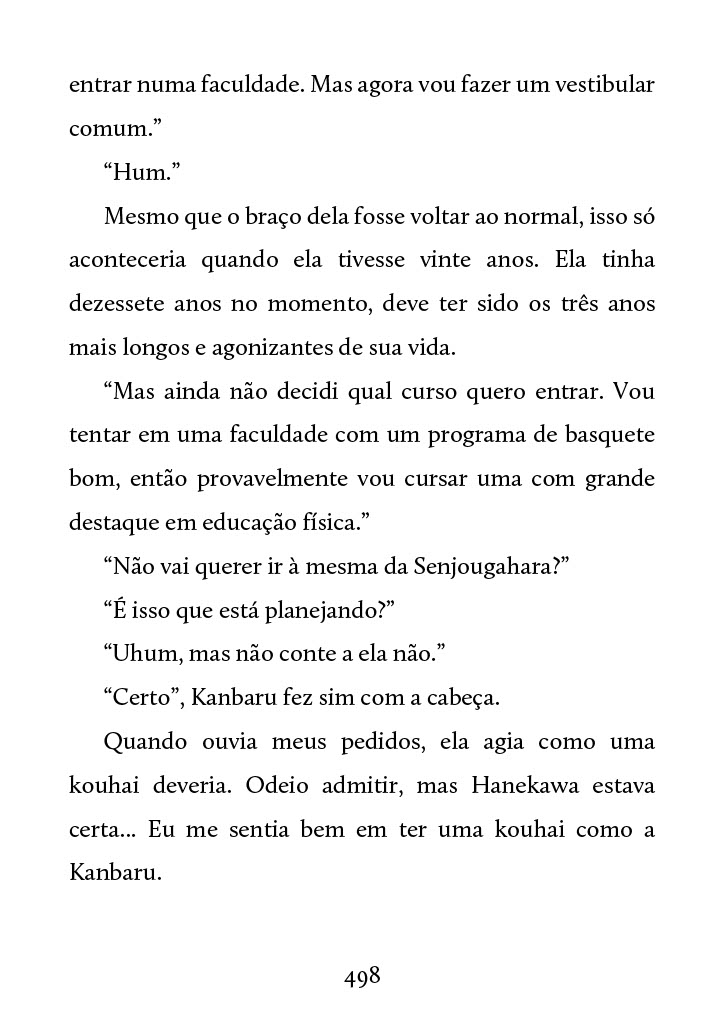 entrar numa faculdade. Mas agora vou fazer um vestibular
comum.”
“Hum.”
Mesmo que o braço dela fosse voltar ao normal, isso só
aconteceria quando ela tivesse vinte anos. Ela tinha
dezessete anos no momento, deve ter sido os três anos
mais longos e agonizantes de sua vida.
“Mas ainda não decidi qual curso quero entrar. Vou
tentar em uma faculdade com um programa de basquete
bom, então provavelmente vou cursar uma com grande
destaque em educação física.”
“Não vai querer ir à mesma da Senjougahara?”
“É isso que está planejando?”
“Uhum, mas não conte a ela não.”
“Certo”, Kanbaru fez sim com a cabeça.
Quando ouvia meus pedidos, ela agia como uma
kouhai deveria. Odeio admitir, mas Hanekawa estava
certa... Eu me sentia bem em ter uma kouhai como a
Kanbaru.
498